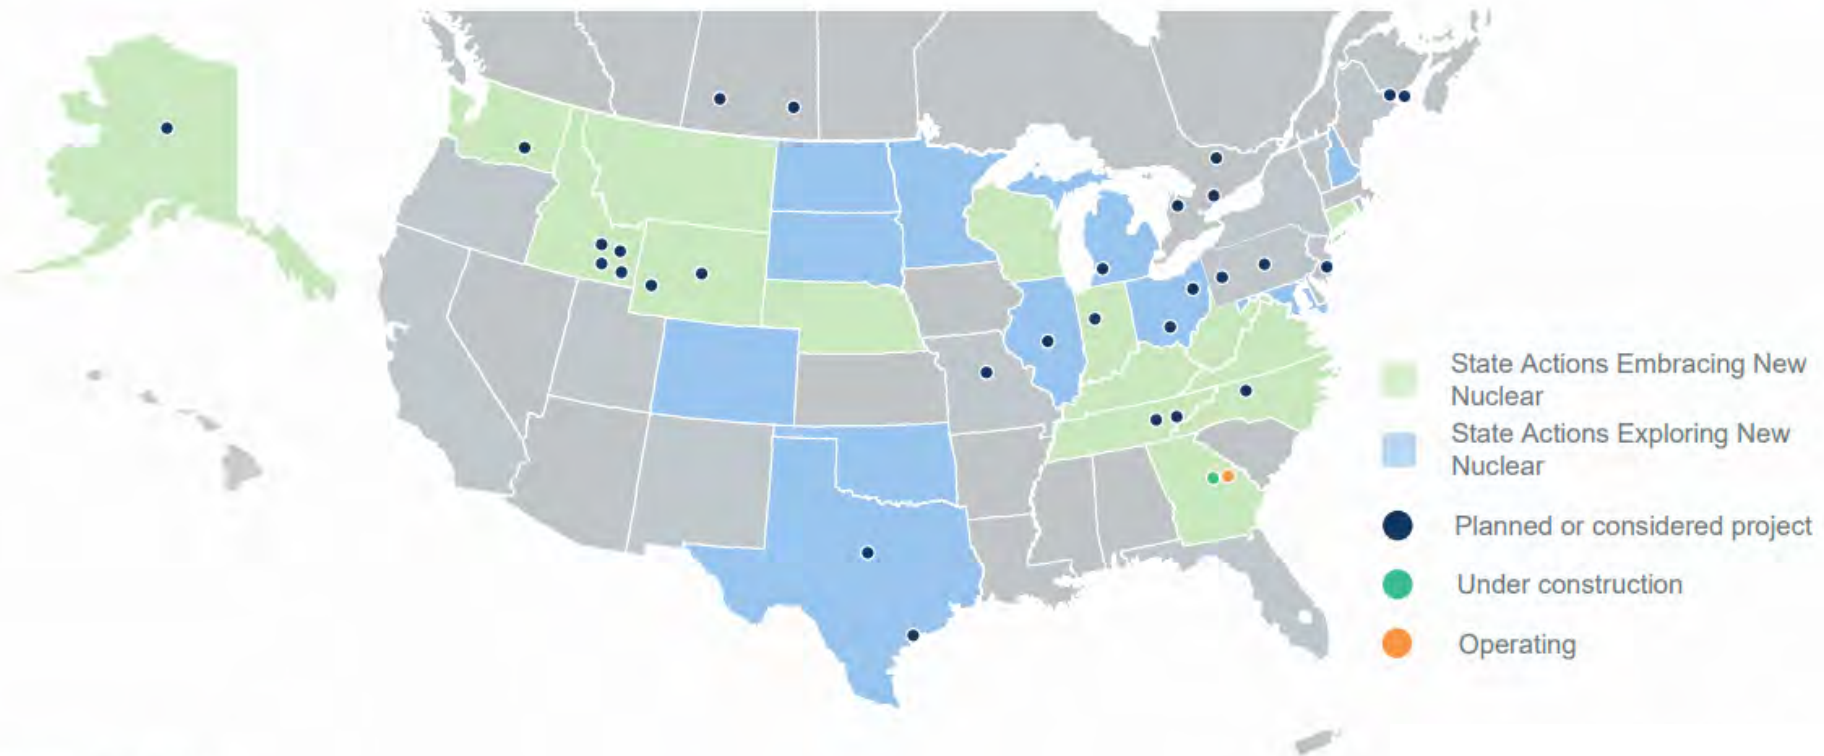 State Actions Embracing New
Nuclear
State Actions Exploring New
Nuclear
Planned or considered project
Under construction
Operating